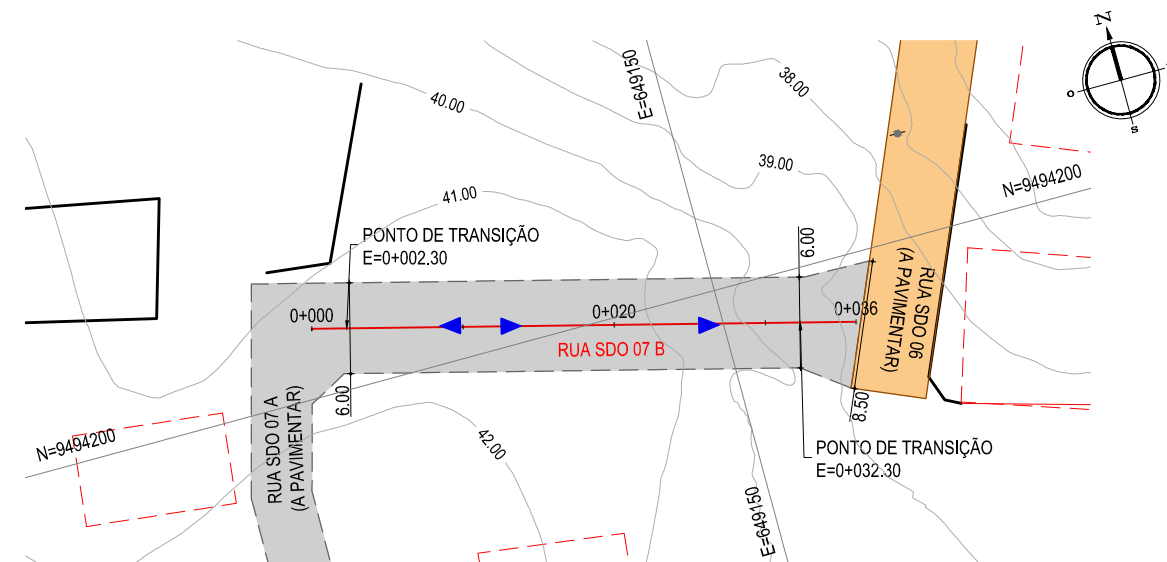 N
O
S
E=649150
38.00
40.00
39.00
41.00
N=9494200
PONTO DE TRANSIÇÃO
E=0+002.30
6.00
RUA SDO 06
(A PAVIMENTAR)
0+000
0+020
0+036
RUA SDO 07 B
6.00
8.50
RUA SDO 07 A
(A PAVIMENTAR)
N=9494200
42.00
PONTO DE TRANSIÇÃO
E=0+032.30
E=649150